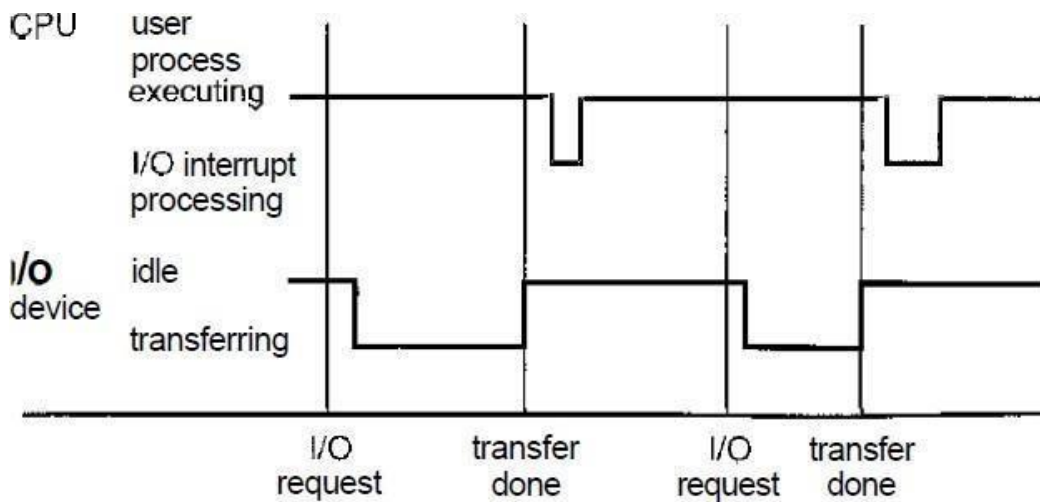 CPU
user
process
executing
I/O interrupt
processing
I/O
device
idle
transferring
I/O
request
transfer
done
I/O
request
transfer
done